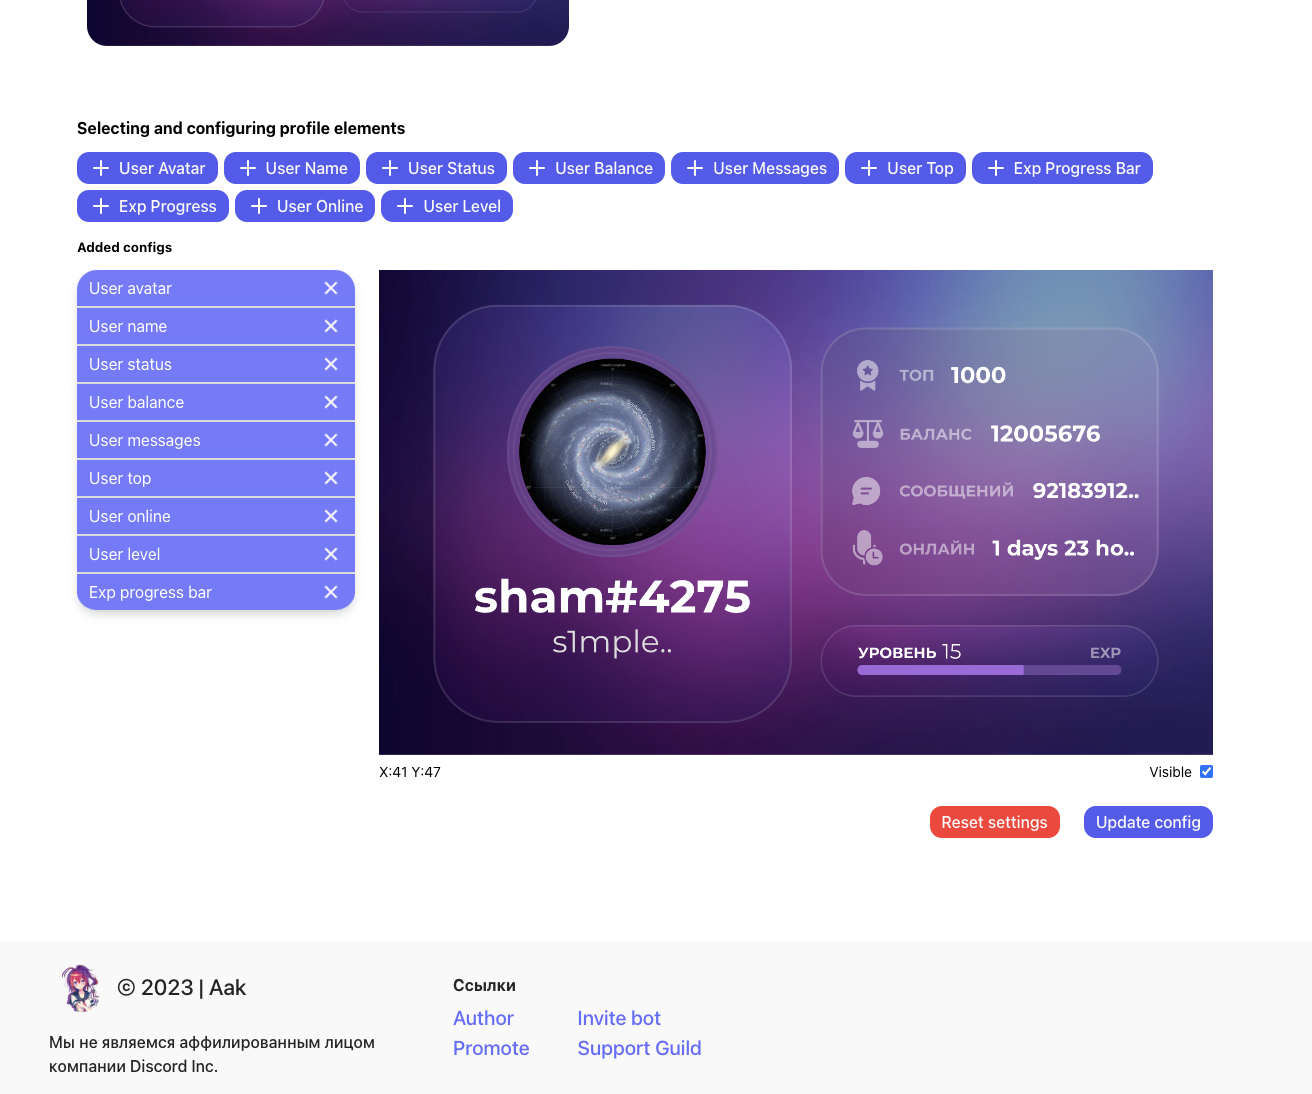 Selecting and configuring profile elements
User Avatar
User Name
User Status
User Balance
User Messages
User Top
Exp Progress Bar
Exp Progress
User Online
User Level
Added configs
User avatar
User name
User status
User balance
User messages
User top
User online
User level
Exp progress bar
sham#4275
s1mple..
ТОП 1000
БАЛАНС 12005676
СООБЩЕНИЙ 92183912..
ОНЛАЙН 1 days 23 ho..
УРОВЕНЬ 15 EXP
X:41 Y:47
Visible
Reset settings
Update config
© 2023 | Aak
Мы не являемся аффилированным лицом
компании Discord Inc.
Ссылки
Author
Invite bot
Promote
Support Guild